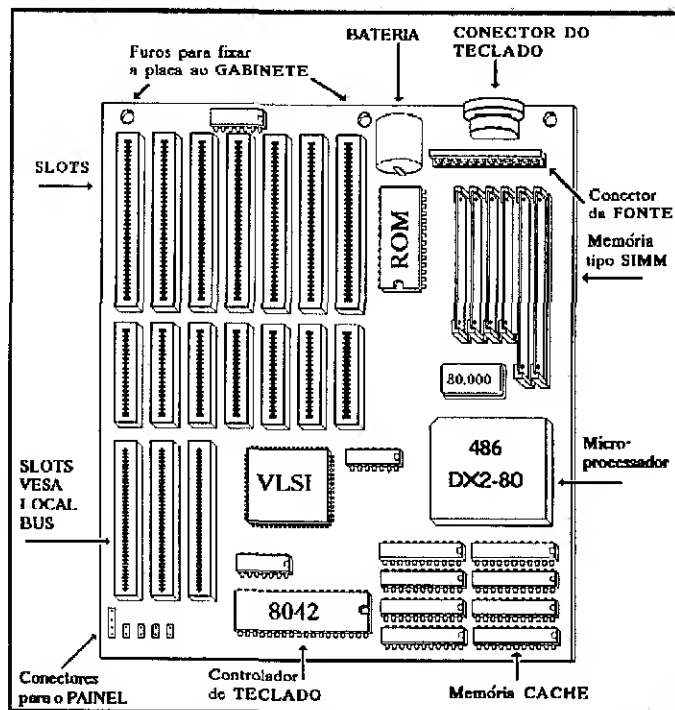 Furos para fixar
a placa ao GABINETE
BATERIA
CONECTOR DO
TECLADO
SLOTS
ROM
Conector
da FONTE
Memória
tipo SIMM
80.000
486
DX2-80
Micro-
processador
VLSI
SLOTS
VESA
LOCAL
BUS
8042
Conectores
para o PAINEL
Controlador
de TECLADO
Memória CACHE